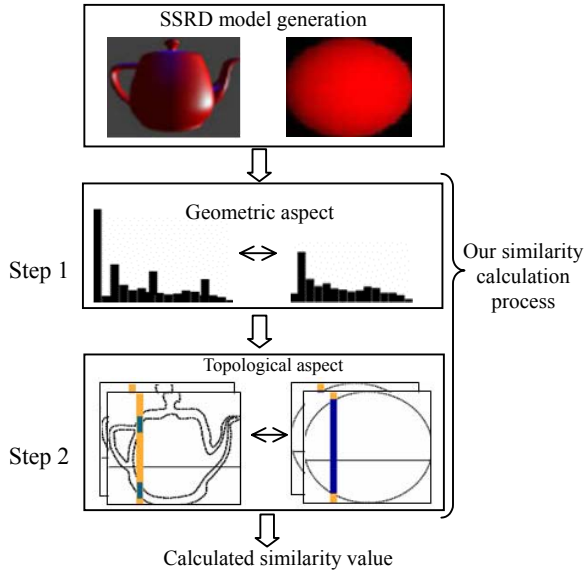 SSRD model generation
Geometric aspect
Step 1
Our similarity
calculation
process
Topological aspect
Step 2
Calculated similarity value